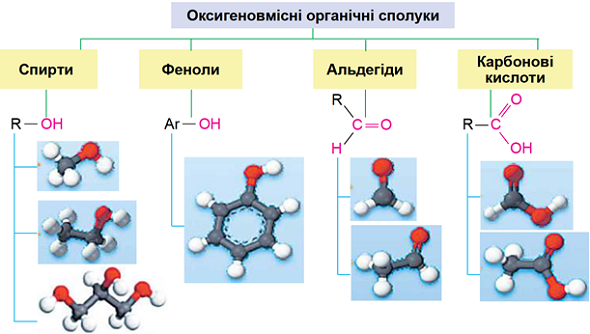 Оксигеновмісні органічні сполуки
Спирти
Феноли
Альдегіди
Карбонові
кислоти
R—OH
Ar—OH
R
C=O
H
R—C
O
OH